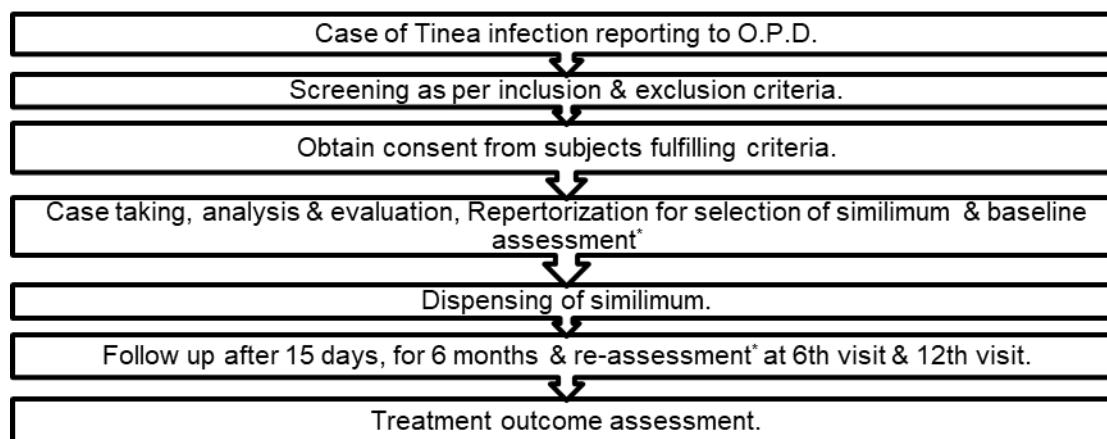 Case of Tinea infection reporting to O.P.D.
Screening as per inclusion & exclusion criteria.
Obtain consent from subjects fulfilling criteria.
Case taking, analysis & evaluation, Repertorization for selection of similimum & baseline
assessment*
Dispensing of similimum.
Follow up after 15 days, for 6 months & re-assessment* at 6th visit & 12th visit.
Treatment outcome assessment.